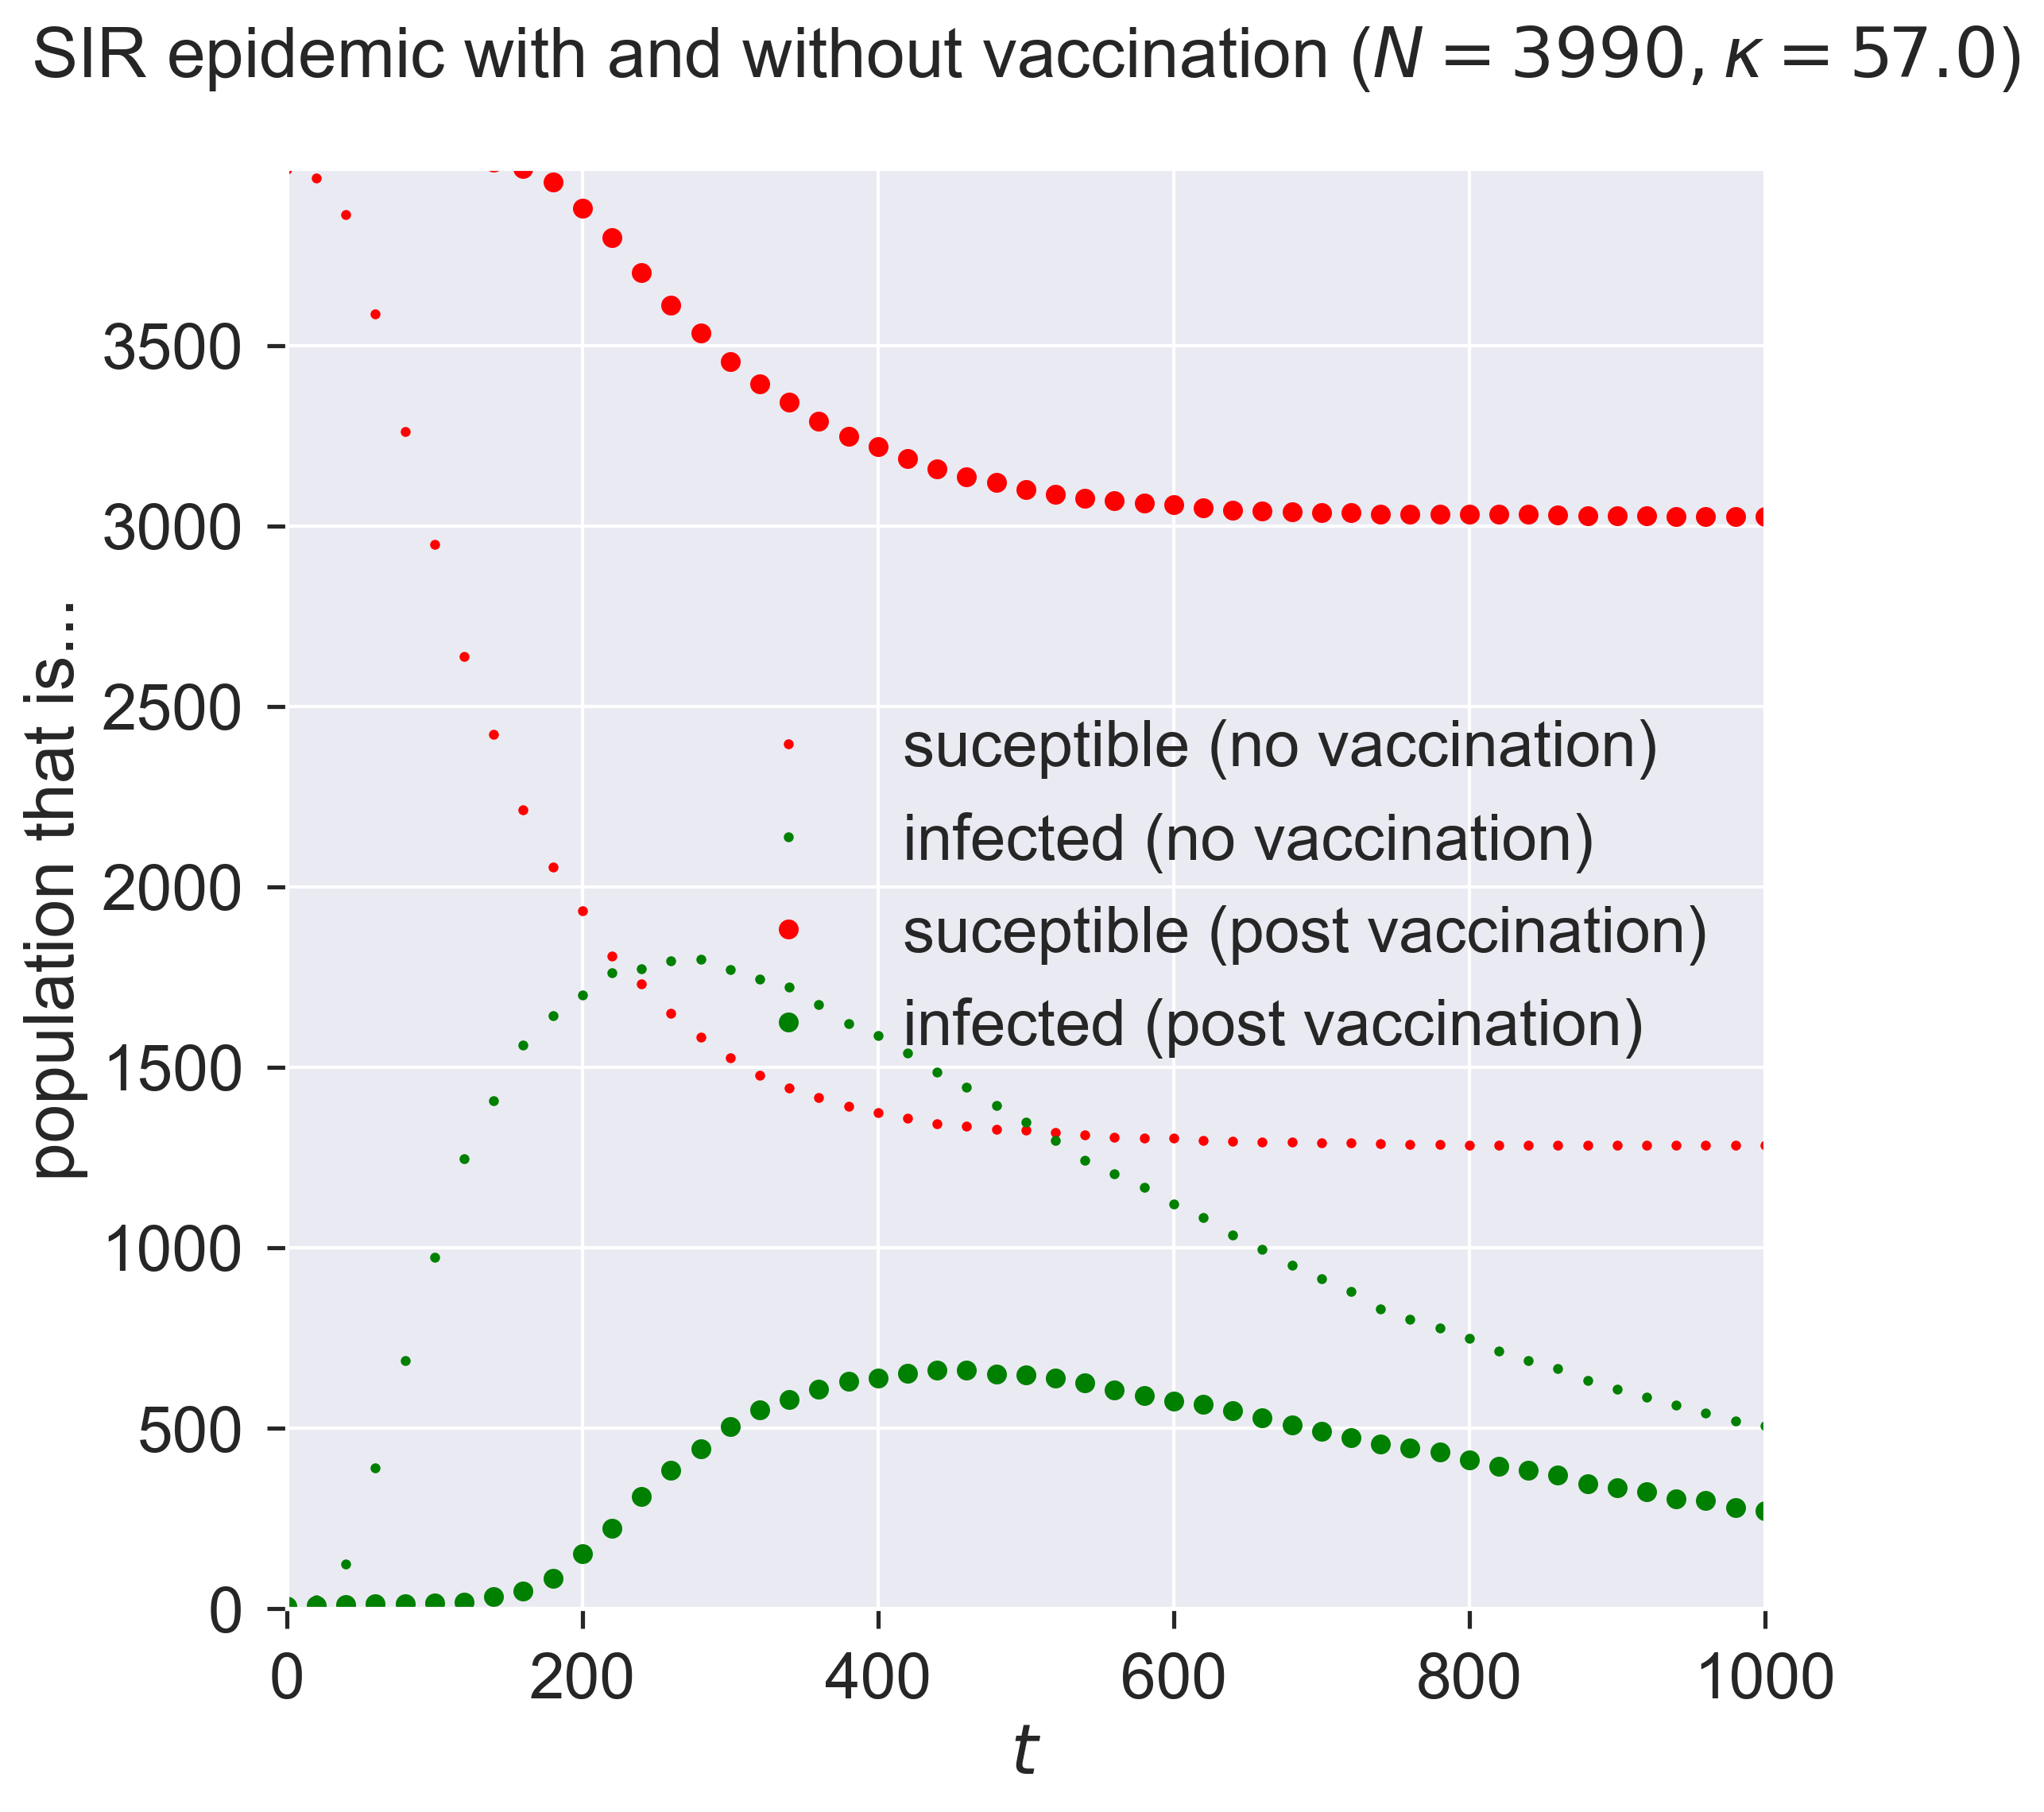 SIR epidemic with and without vaccination (N = 3990, κ = 57.0)
population that is...
3500
3000
2500
2000
1500
1000
500
0
suceptible (no vaccination)
infected (no vaccination)
suceptible (post vaccination)
infected (post vaccination)
0 200 400 600 800 1000
t